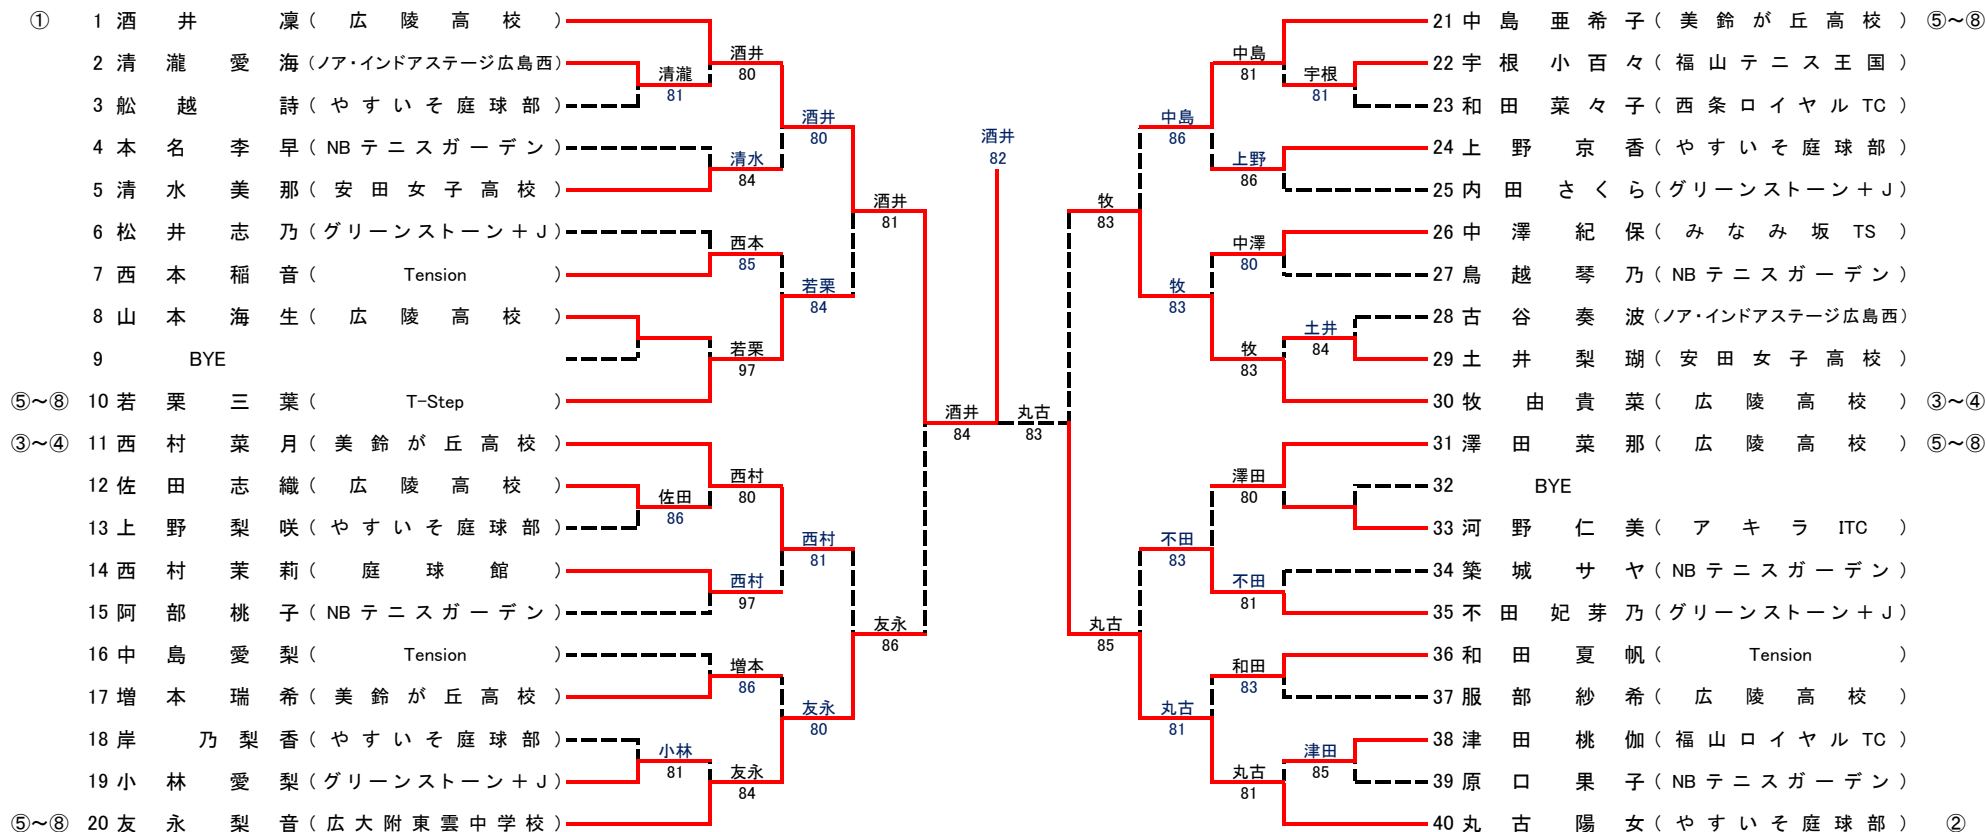 ① 1 酒井 凜 (広陵高校)
2 清瀧愛海 (ノア・インドアステージ広島西)
3 舩越 詩 (やすいそ庭球部)
4 本名李早 (NBテニスガーデン)
5 清水美那 (安田女子高校)
6 松井志乃 (グリーンストーン+J)
7 西本稲音 (Tension)
8 山本海生 (広陵高校)
9 BYE
⑤~⑧ 10 若栗三葉 (T-Step)
③~④ 11 西村菜月 (美鈴が丘高校)
12 佐田志織 (広陵高校)
13 上野梨咲 (やすいそ庭球部)
14 西村茉莉 (庭球館)
15 阿部桃子 (NBテニスガーデン)
16 中島愛梨 (Tension)
17 増本瑞希 (美鈴が丘高校)
18 岸 乃梨香 (やすいそ庭球部)
19 小林愛梨 (グリーンストーン+J)
⑤~⑧ 20 友永梨音 (広大附東雲中学校)
清瀧
81
佐田
86
小林
81
酒井
80
清水
84
西本
85
若栗
97
西村
80
西村
97
増本
86
友永
84
酒井
80
若栗
84
西村
81
友永
80
酒井
81
友永
86
酒井
84
酒井
82
丸古
83
牧
83
丸古
85
中島
86
牧
83
不田
83
丸古
81
中島
81
上野
86
中澤
80
牧
83
澤田
80
不田
81
和田
83
丸古
81
宇根
81
土井
84
津田
85
21 中島亜希子 (美鈴が丘高校) ⑤~⑧
22 宇根小百々 (福山テニス王国)
23 和田菜々子 (西条ロイヤルTC)
24 上野京香 (やすいそ庭球部)
25 内田さくら (グリーンストーン+J)
26 中澤紀保 (みなみ坂TS)
27 鳥越琴乃 (NBテニスガーデン)
28 古谷奏波 (ノア・インドアステージ広島西)
29 土井梨瑚 (安田女子高校)
30 牧由貴菜 (広陵高校) ③~④
31 澤田菜那 (広陵高校) ⑤~⑧
32 BYE
33 河野仁美 (アキラITC)
34 築城サヤ (NBテニスガーデン)
35 不田妃芽乃 (グリーンストーン+J)
36 和田夏帆 (Tension)
37 服部紗希 (広陵高校)
38 津田桃伽 (福山ロイヤルTC)
39 原口果子 (NBテニスガーデン)
40 丸古陽女 (やすいそ庭球部) ②